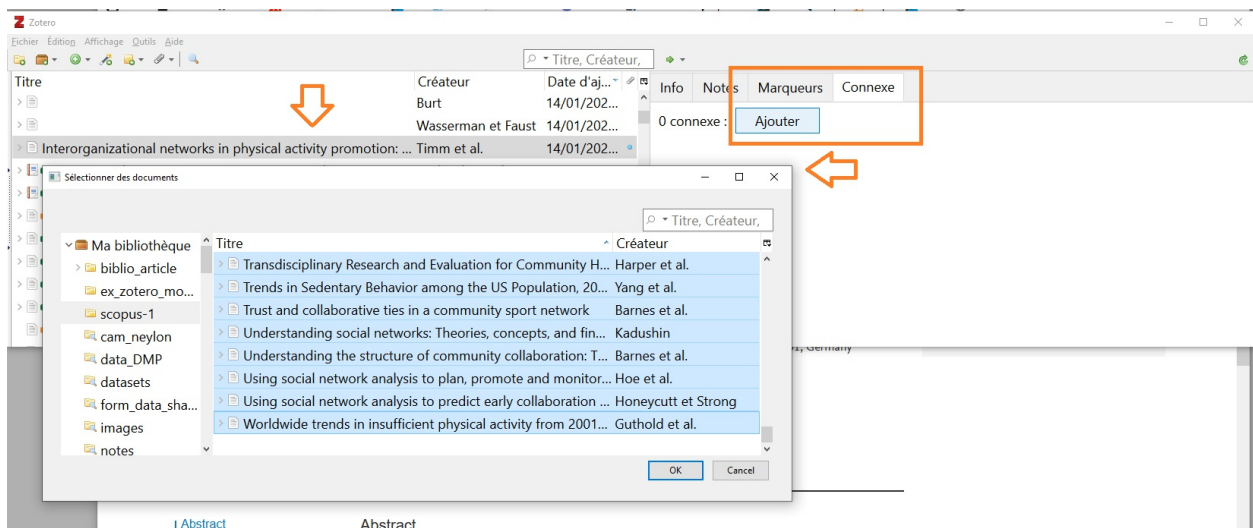 Zotero
Fichier Édition Affichage Outils Aide
Titre, Créateur,
Titre Créateur Date d'aj...
Info Notes Marqueurs Connexe
Burt 14/01/202...
Wasserman et Faust 14/01/202...
0 connexe : Ajouter
Interorganizational networks in physical activity promotion: ... Timm et al. 14/01/202...
Sélectionner des documents
Titre, Créateur,
Ma bibliothèque
biblio_article
ex_zotero_mo...
scopus-1
cam_neylon
data_DMP
datasets
form_data_sha...
images
notes
Titre Créateur
Transdisciplinary Research and Evaluation for Community H... Harper et al.
Trends in Sedentary Behavior among the US Population, 20... Yang et al.
Trust and collaborative ties in a community sport network Barnes et al.
Understanding social networks: Theories, concepts, and fin... Kadushin
Understanding the structure of community collaboration: T... Barnes et al.
Using social network analysis to plan, promote and monitor... Hoe et al.
Using social network analysis to predict early collaboration ... Honeycutt et Strong
Worldwide trends in insufficient physical activity from 2001... Guthold et al.
OK Cancel
Germany
Abstract Abstract